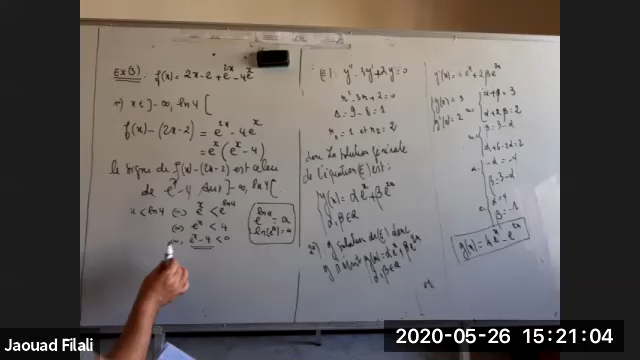 Ex(3): f(x) = 2x-2+e^{2x}-4e^x
1) x ∈ ]-∞, ln4[
f(x)-(2x-2) = e^{2x}-4e^x
= e^x(e^x-4)
le signe de f(x)-(2x-2) est celui
de e^x-4 sur ]-∞, ln4[
x < ln4 (=) e^x < e^{ln4}
(=) e^x < 4
(=) e^x-4 < 0
e^{ln a} = a
ln(e^a) = a
(E): y''-3y'+2y=0
r²-3r+2=0
Δ=9-8=1
r₁=1 et r₂=2
donc la solution générale
de l'équation (E) est:
y(x) = αe^x+βe^{2x}
α,β∈ℝ
2°) g solution de (E) donc
g(x)=αe^x+βe^{2x}
α,β∈ℝ
g'(x)=αe^x+2βe^{2x}
g(0)=3
g'(0)=2
α+β=3
α+2β=2
β=3-α
α+6-2α=2
-α=-4
β=3-α
α=4
β=-1
g(x)=4e^x-e^{2x}
Jaouad Filali
2020-05-26 15:21:04